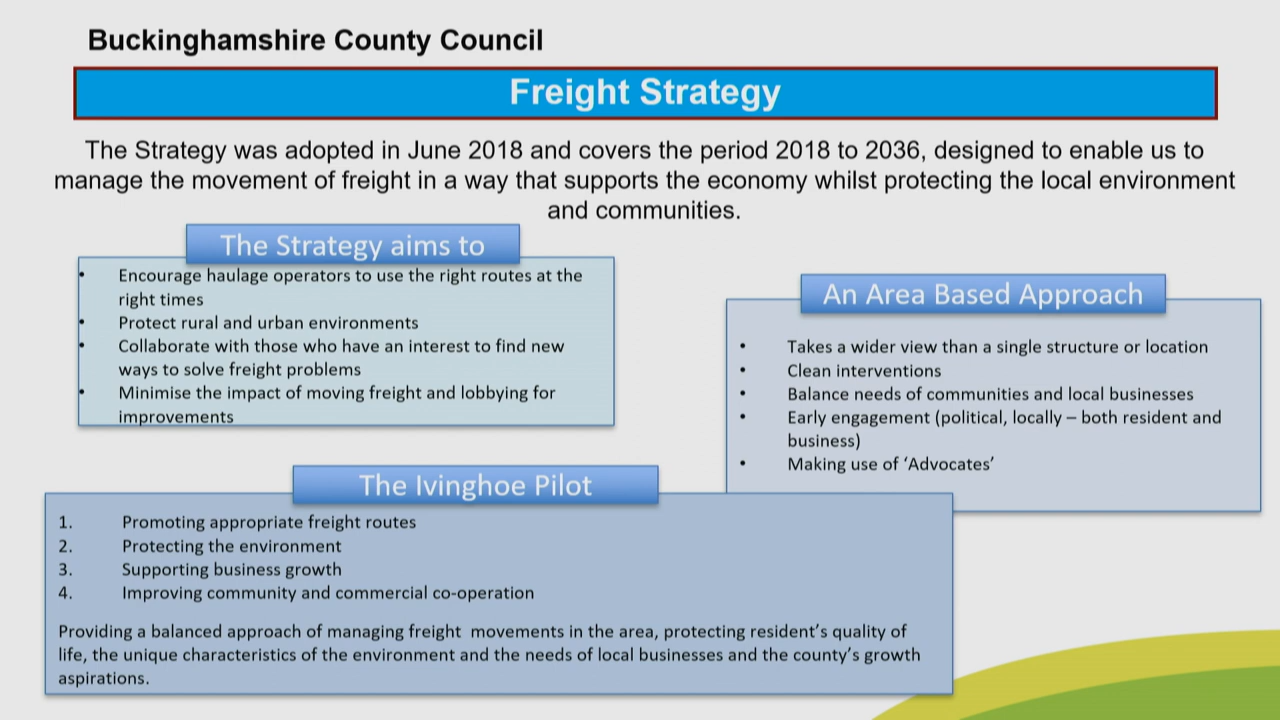 Buckinghamshire County Council
Freight Strategy
The Strategy was adopted in June 2018 and covers the period 2018 to 2036, designed to enable us to
manage the movement of freight in a way that supports the economy whilst protecting the local environment
and communities.
The Strategy aims to
• Encourage haulage operators to use the right routes at the
right times
• Protect rural and urban environments
• Collaborate with those who have an interest to find new
ways to solve freight problems
• Minimise the impact of moving freight and lobbying for
improvements
An Area Based Approach
• Takes a wider view than a single structure or location
• Clean interventions
• Balance needs of communities and local businesses
• Early engagement (political, locally – both resident and
business)
• Making use of ‘Advocates’
The Ivinghoe Pilot
1. Promoting appropriate freight routes
2. Protecting the environment
3. Supporting business growth
4. Improving community and commercial co-operation
Providing a balanced approach of managing freight movements in the area, protecting resident’s quality of
life, the unique characteristics of the environment and the needs of local businesses and the county’s growth
aspirations.